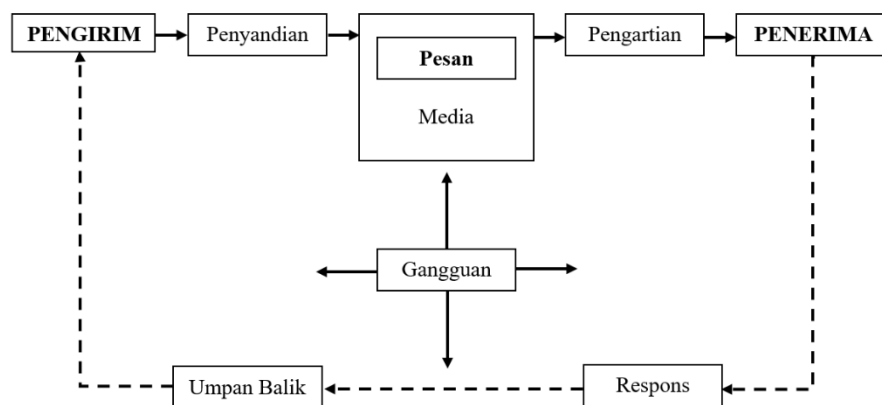 PENGIRIM
Penyandian
Pesan
Media
Pengartian
PENERIMA
Gangguan
Umpan Balik
Respons